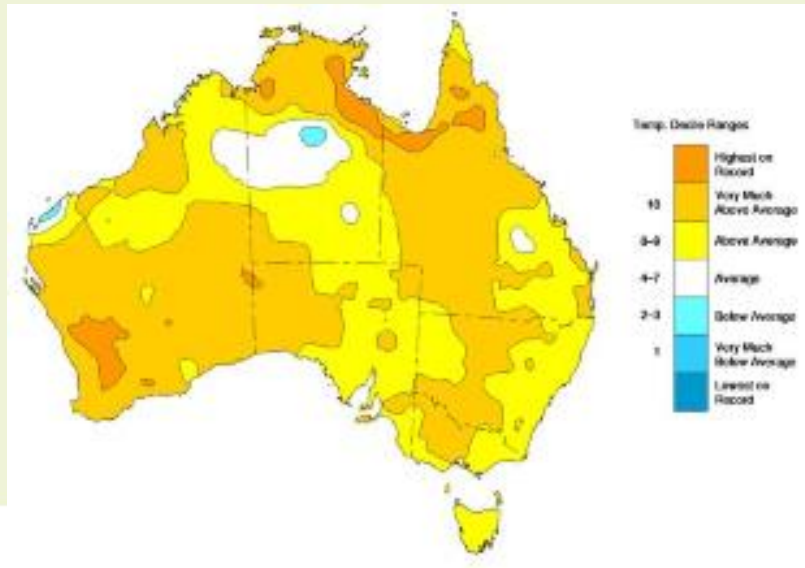 Temp. Decile Ranges
Highest on
Record
10
Very Much
Above Average
8-9
Above Average
4-7
Average
2-3
Below Average
1
Very Much
Below Average
Lowest on
Record